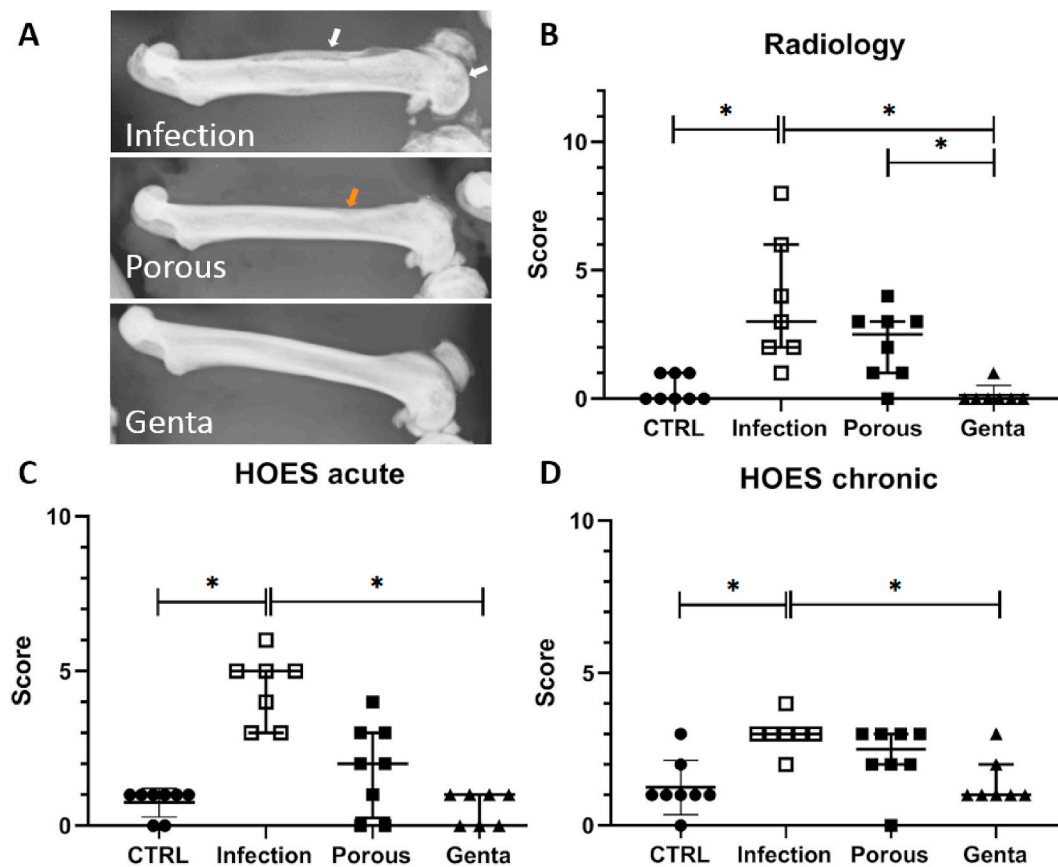 A
Infection
Porous
Genta
B
Radiology
Score
10
5
0
*
*
*
CTRL Infection Porous Genta
C
HOES acute
Score
10
5
0
*
*
CTRL Infection Porous Genta
D
HOES chronic
Score
10
5
0
*
*
CTRL Infection Porous Genta